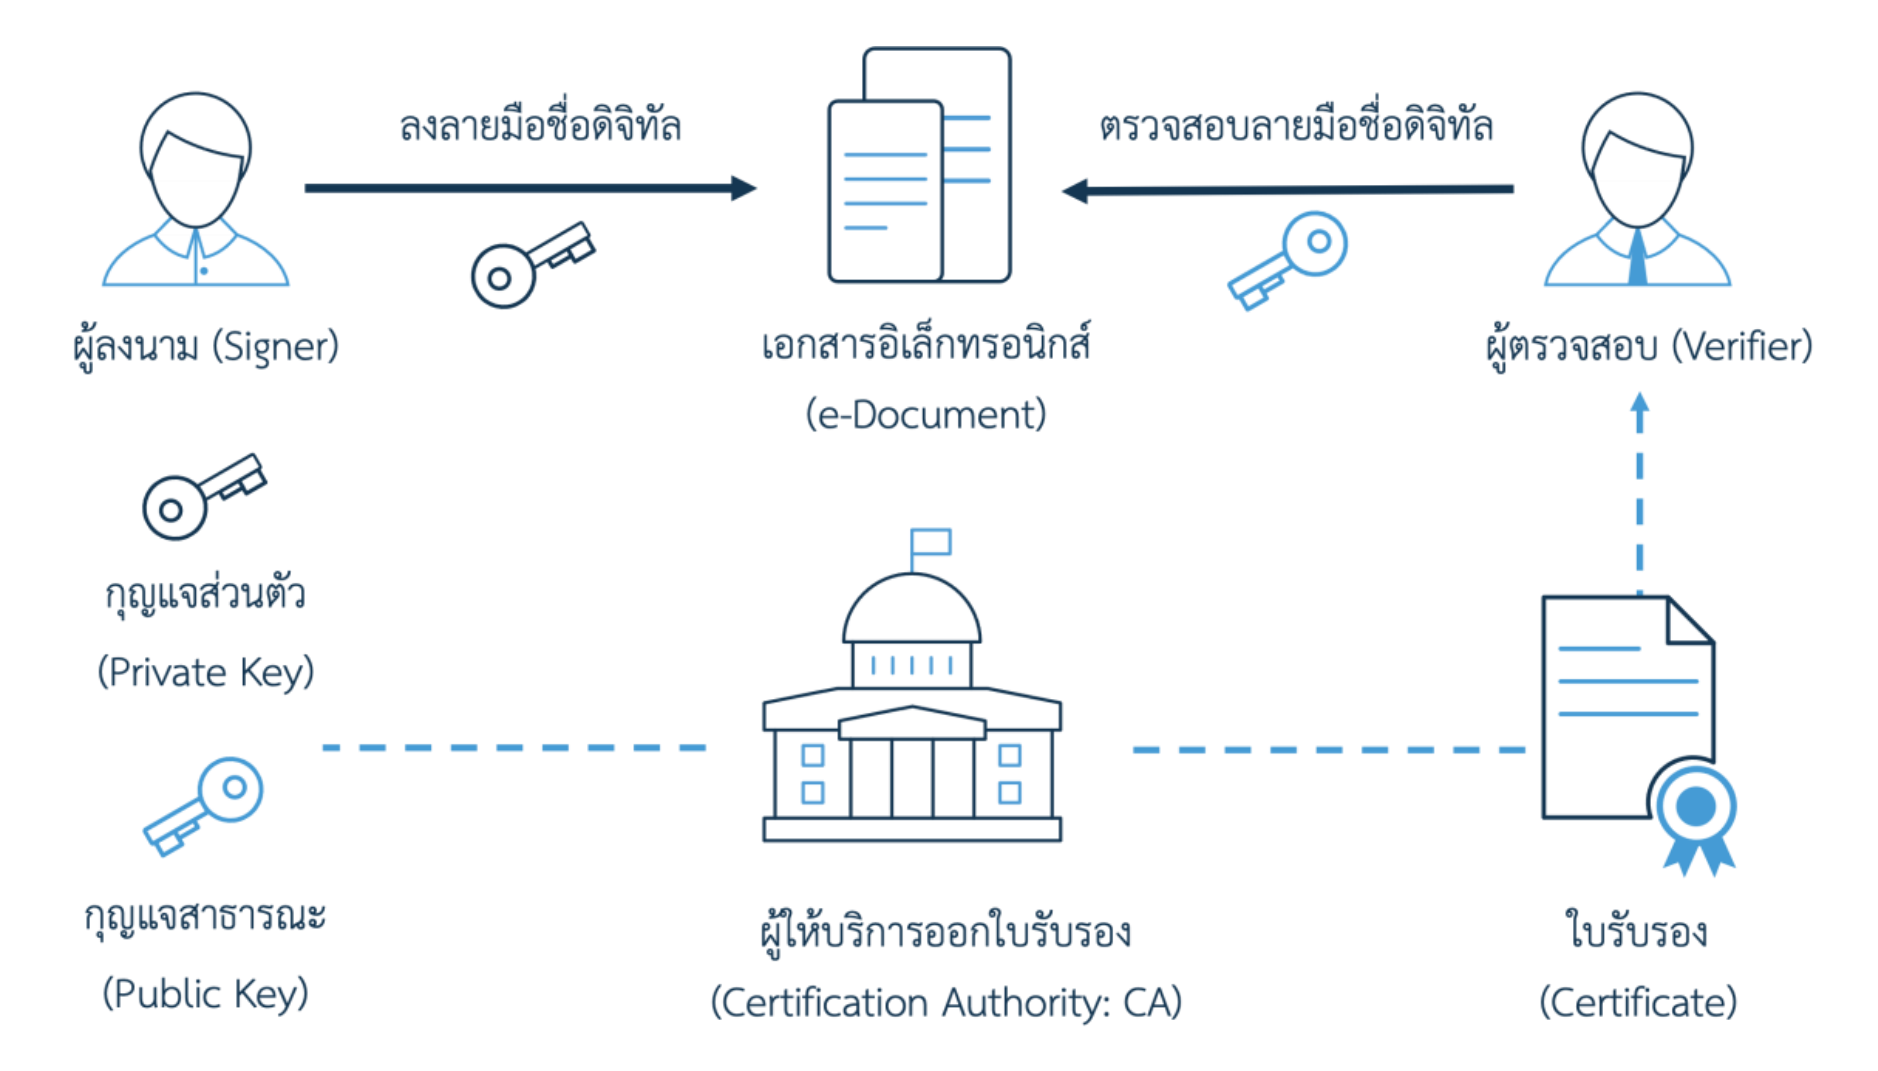 ลงลายมือชื่อดิจิทัล
ตรวจสอบลายมือชื่อดิจิทัล
ผู้ลงนาม (Signer)
เอกสารอิเล็กทรอนิกส์
(e-Document)
ผู้ตรวจสอบ (Verifier)
กุญแจส่วนตัว
(Private Key)
กุญแจสาธารณะ
(Public Key)
ผู้ให้บริการออกใบรับรอง
(Certification Authority: CA)
ใบรับรอง
(Certificate)